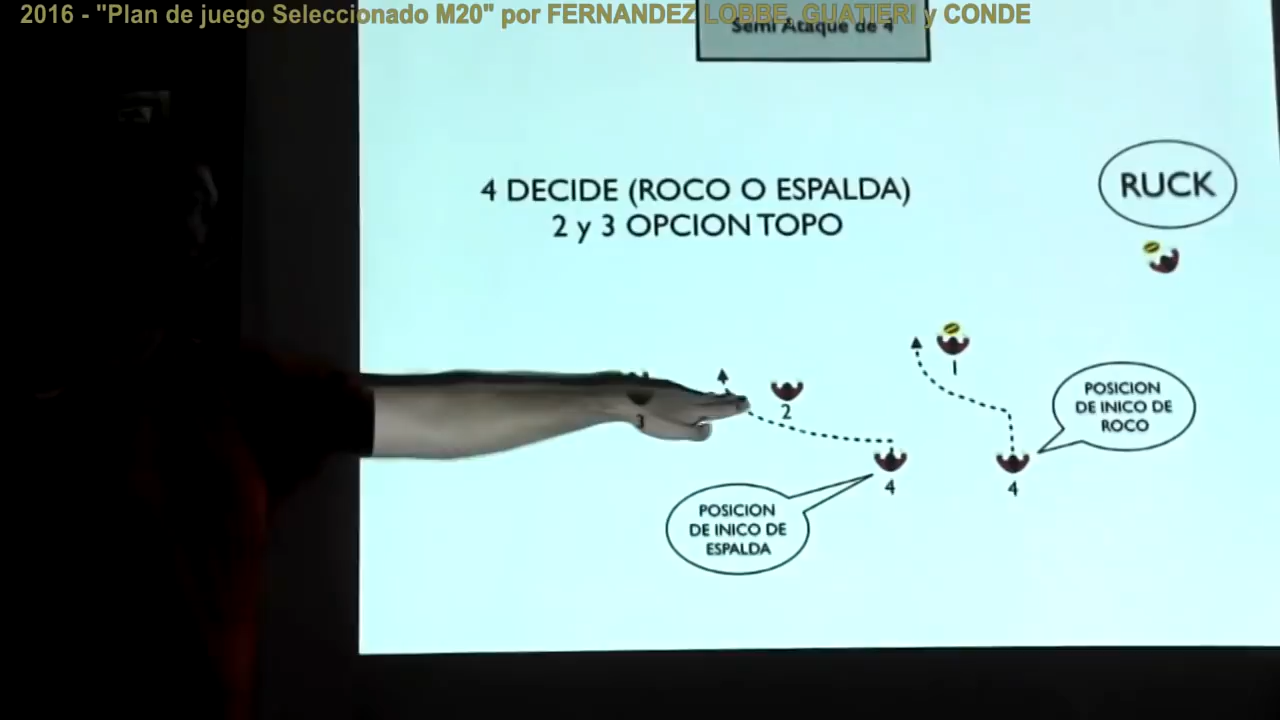 2016 - "Plan de juego Seleccionado M20" por FERNANDEZ LOBBE, GUATIERI y CONDE
Semi Ataque de 4
4 DECIDE (ROCO O ESPALDA)
2 y 3 OPCION TOPO
RUCK
1
POSICION
DE INICO DE
ROCO
2
3
4
4
POSICION
DE INICO DE
ESPALDA